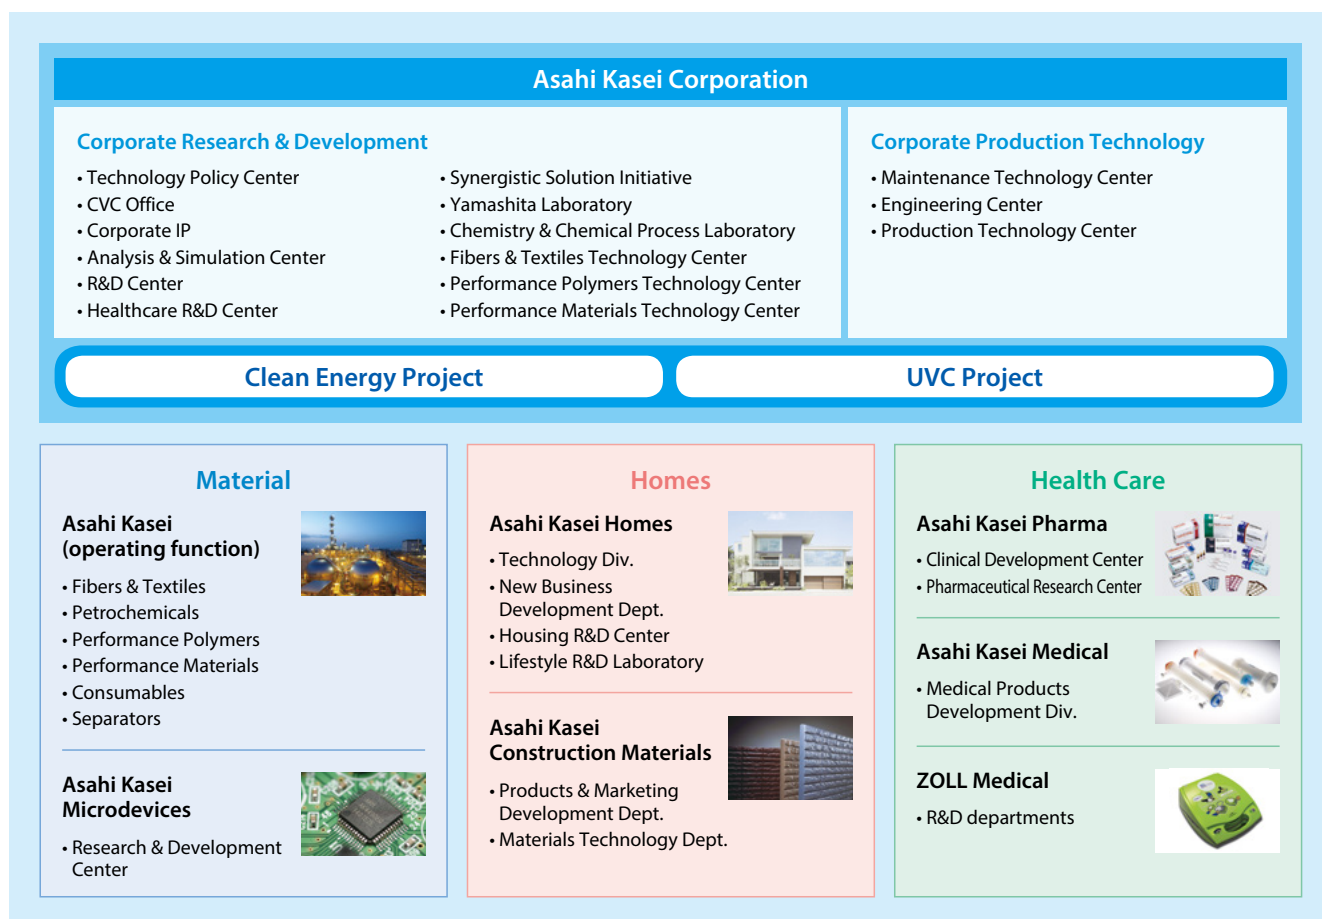 Asahi Kasei Corporation
Corporate Research & Development
• Technology Policy Center
• CVC Office
• Corporate IP
• Analysis & Simulation Center
• R&D Center
• Healthcare R&D Center
• Synergistic Solution Initiative
• Yamashita Laboratory
• Chemistry & Chemical Process Laboratory
• Fibers & Textiles Technology Center
• Performance Polymers Technology Center
• Performance Materials Technology Center
Corporate Production Technology
• Maintenance Technology Center
• Engineering Center
• Production Technology Center
Clean Energy Project
UVC Project
Material
Asahi Kasei
(operating function)
• Fibers & Textiles
• Petrochemicals
• Performance Polymers
• Performance Materials
• Consumables
• Separators
Asahi Kasei
Microdevices
• Research & Development
Center
Homes
Asahi Kasei Homes
• Technology Div.
• New Business
Development Dept.
• Housing R&D Center
• Lifestyle R&D Laboratory
Asahi Kasei
Construction Materials
• Products & Marketing
Development Dept.
• Materials Technology Dept.
Health Care
Asahi Kasei Pharma
• Clinical Development Center
• Pharmaceutical Research Center
Asahi Kasei Medical
• Medical Products
Development Div.
ZOLL Medical
• R&D departments